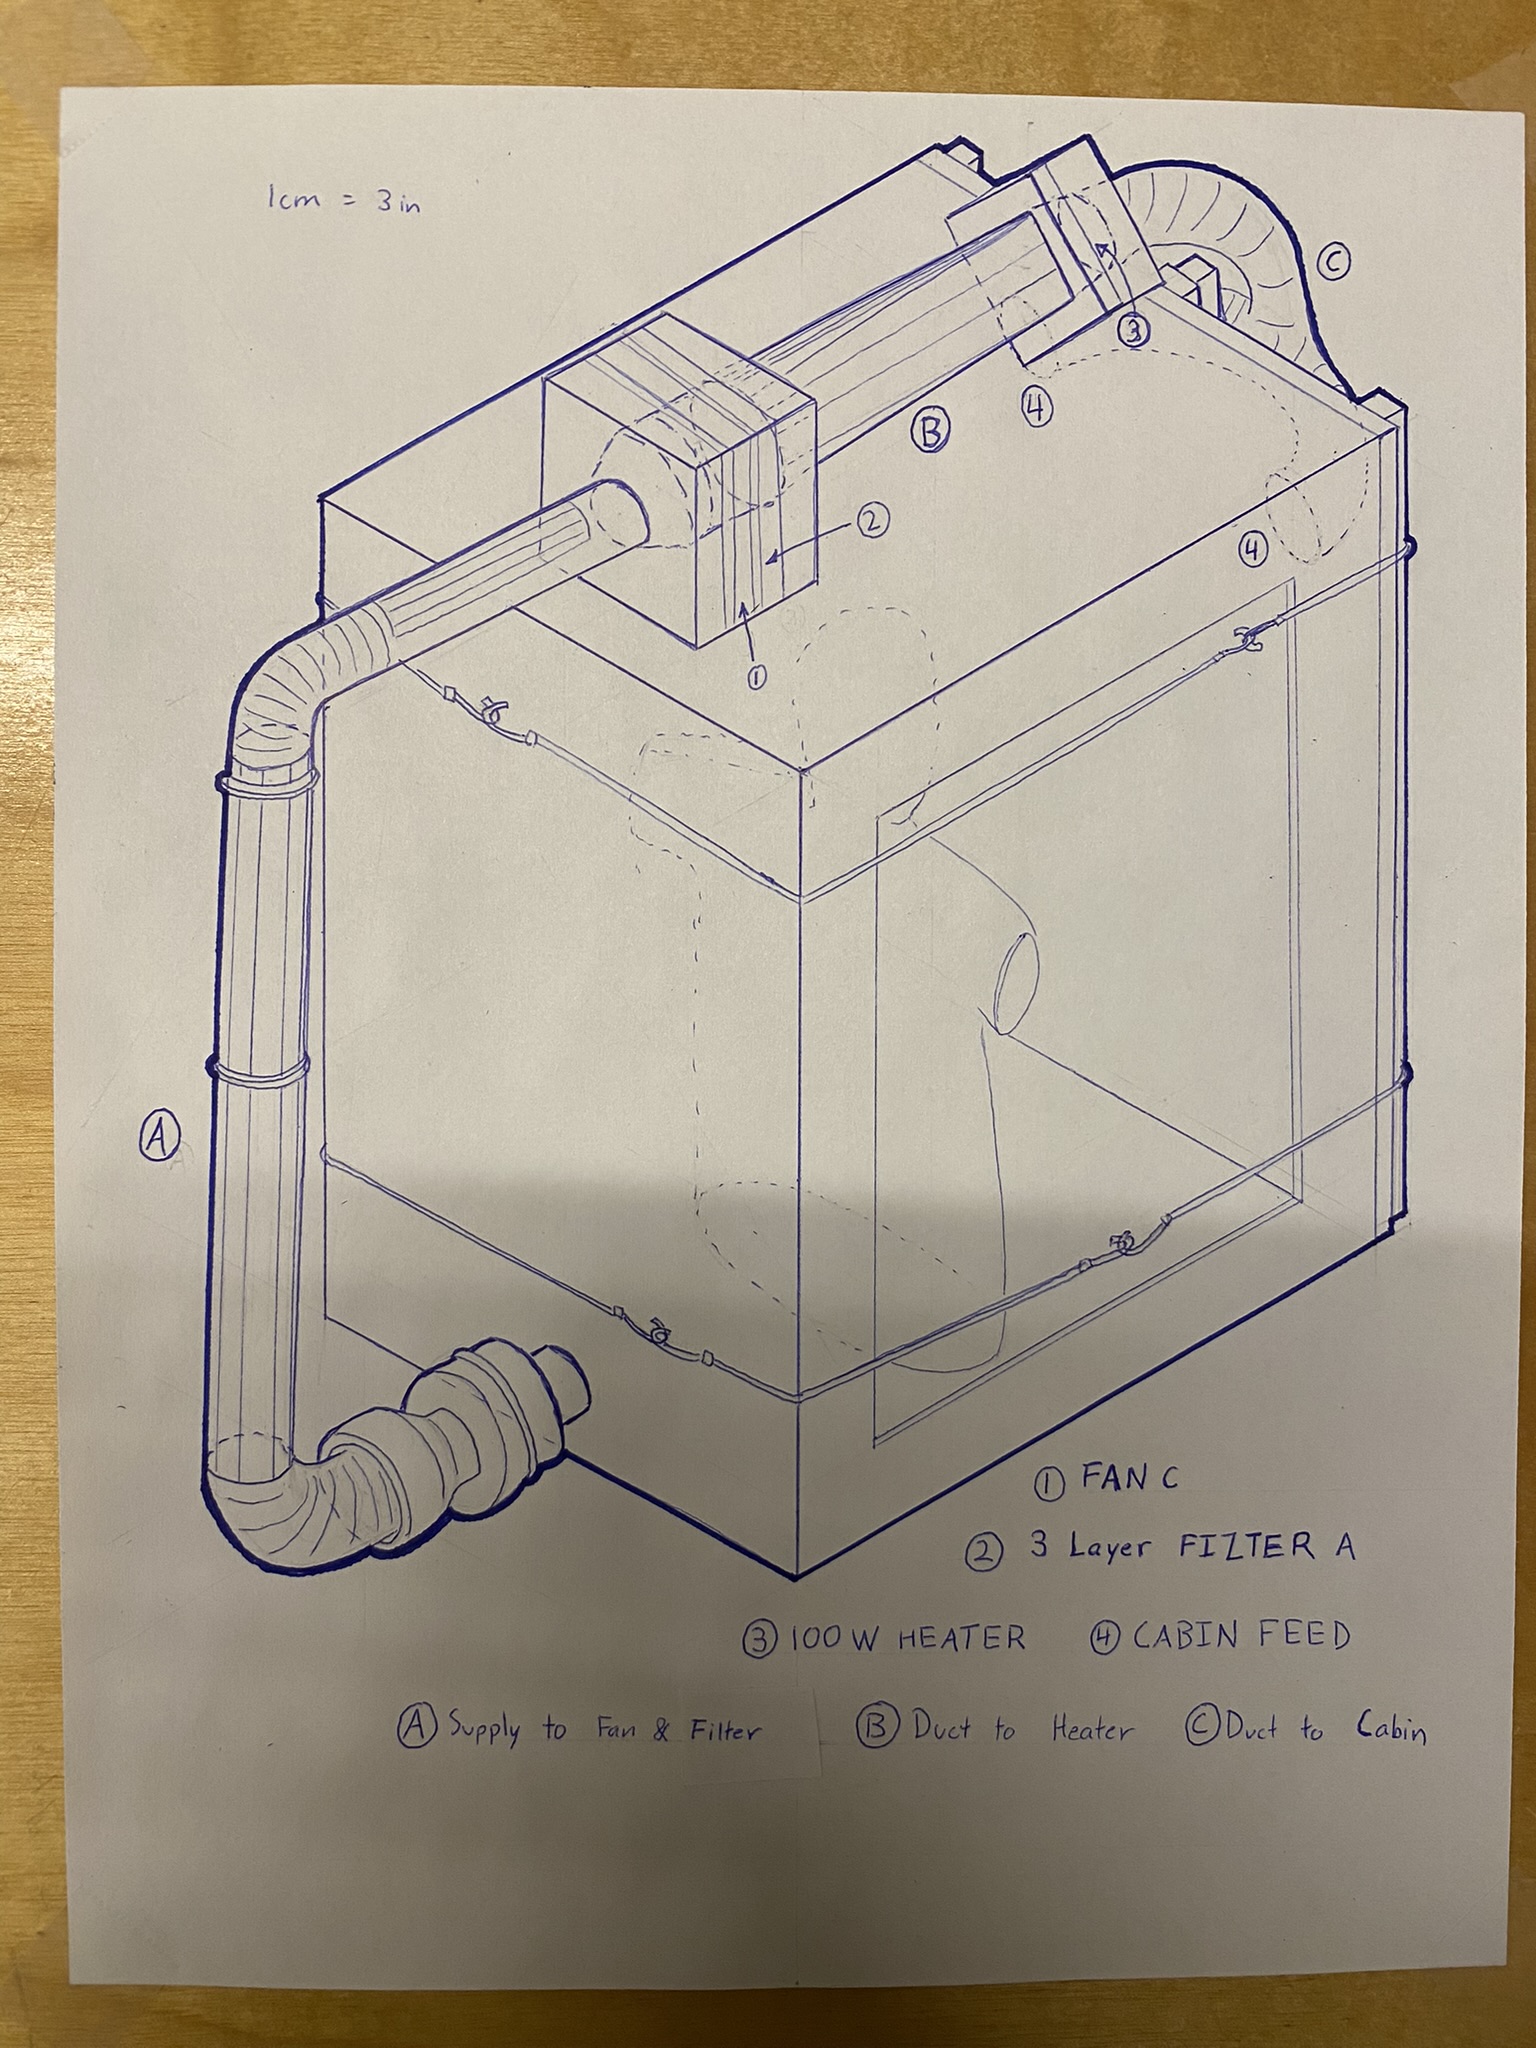 1cm = 3in
C
3
4
B
2
4
1
A
① FAN C
② 3 Layer FILTER A
③ 100W HEATER ④ CABIN FEED
Ⓐ Supply to Fan & Filter Ⓑ Duct to Heater Ⓒ Duct to Cabin